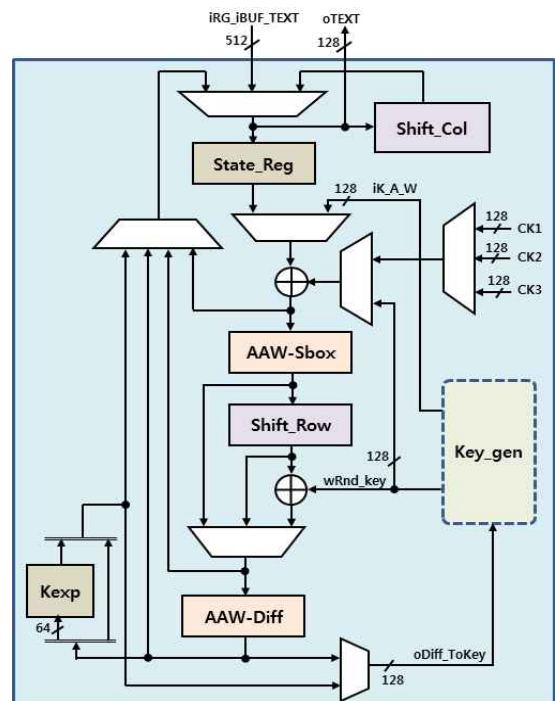 iRG_iBUF_TEXT
oTEXT
512
128
Shift_Col
State_Reg
128
iK_A_W
128
CK1
128
CK2
128
CK3
AAW-Sbox
Shift_Row
Key_gen
128
wRnd_key
Kexp
64
AAW-Diff
oDiff_ToKey
128